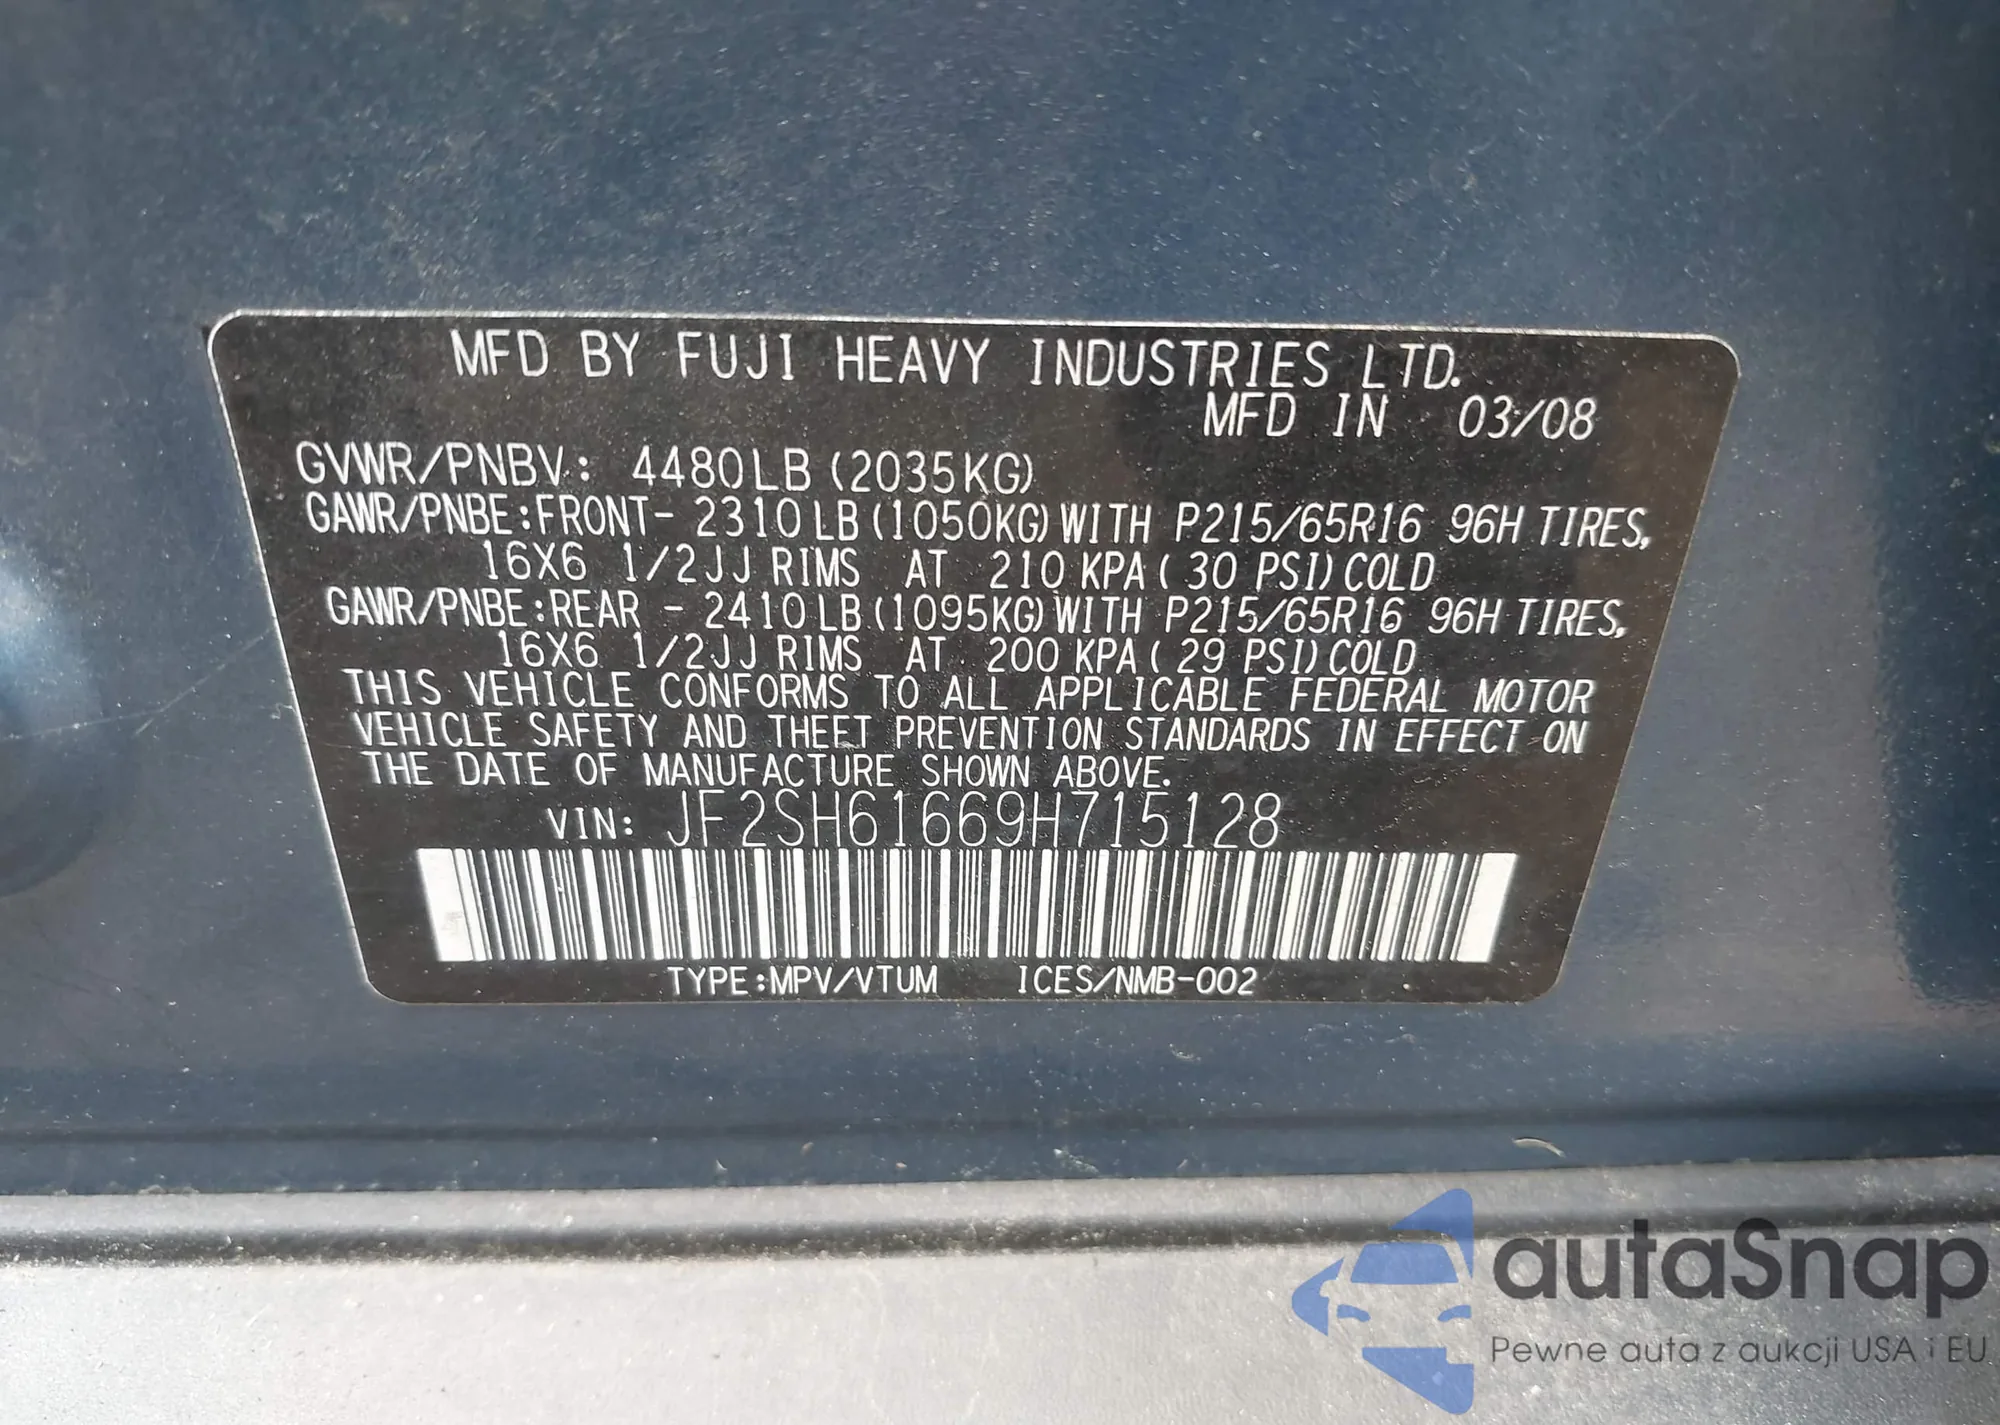 MFD BY FUJI HEAVY INDUSTRIES LTD.
MFD IN 03/08
GVWR/PNBV: 4480LB (2035KG)
GAWR/PNBE:FRONT- 2310LB (1050KG) WITH P215/65R16 96H TIRES,
16X6 1/2JJ RIMS AT 210 KPA ( 30 PSI) COLD
GAWR/PNBE:REAR - 2410LB (1095KG) WITH P215/65R16 96H TIRES,
16X6 1/2JJ RIMS AT 200 KPA ( 29 PSI) COLD
THIS VEHICLE CONFORMS TO ALL APPLICABLE FEDERAL MOTOR
VEHICLE SAFETY AND THEFT PREVENTION STANDARDS IN EFFECT ON
THE DATE OF MANUFACTURE SHOWN ABOVE.
VIN: JF2SH61669H715128
TYPE:MPV/VTUM ICES/NMB-002
autaSnap
Pewne auta z aukcji USA i EU